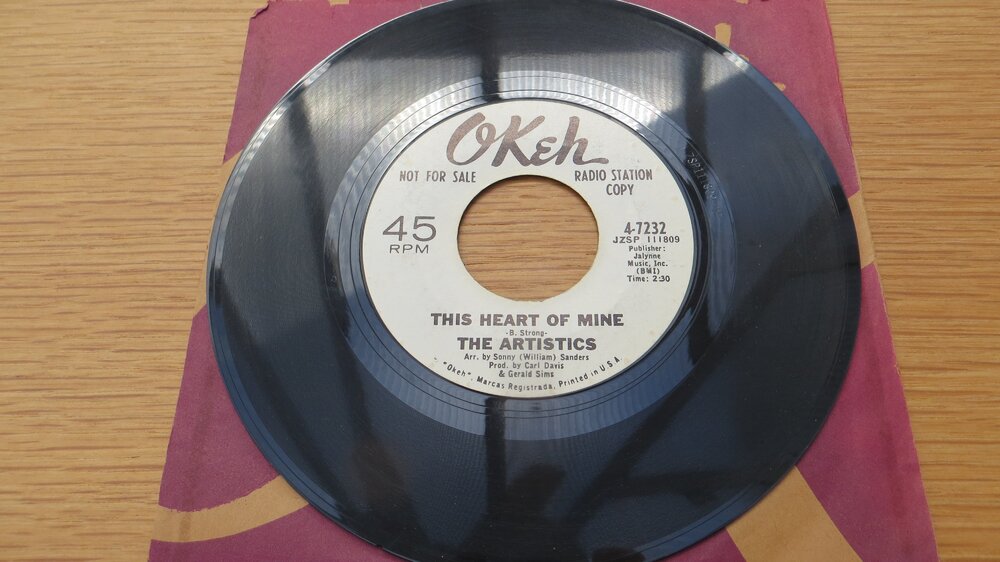 OKeh
NOT FOR SALE
RADIO STATION
COPY
45
RPM
4-7232
JZSP 111809
Publisher:
Jalynne
Music, Inc.
(BMI)
Time: 2:30
THIS HEART OF MINE
-B. Strong-
THE ARTISTICS
Arr. by Sonny (William) Sanders
Prod. by Carl Davis
& Gerald Sims
"Okeh" Marcas Registrada. Printed in U.S.A.